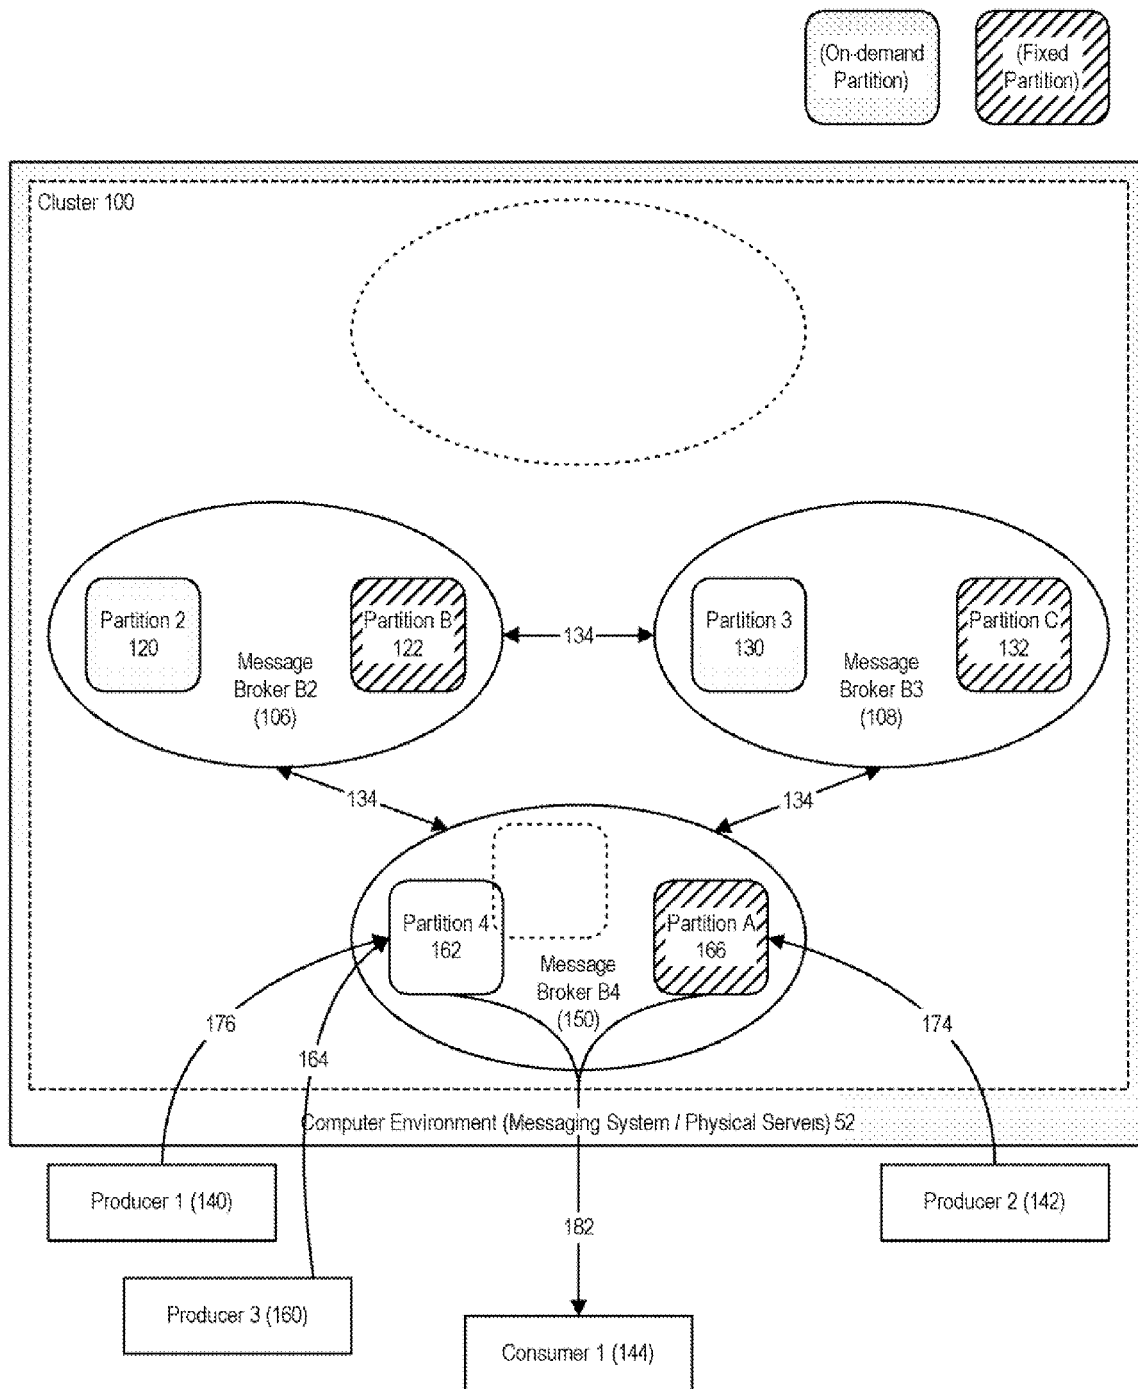 (On-demand
Partition)
(Fixed
Partition)
Cluster 100
Partition 2
120
Partition B
122
Message
Broker B2
(106)
134
Partition 3
130
Partition C
132
Message
Broker B3
(108)
134
134
Partition 4
162
Partition A
166
Message
Broker B4
(150)
176
164
174
Computer Environment (Messaging System / Physical Servers) 52
Producer 1 (140)
Producer 2 (142)
182
Producer 3 (160)
Consumer 1 (144)